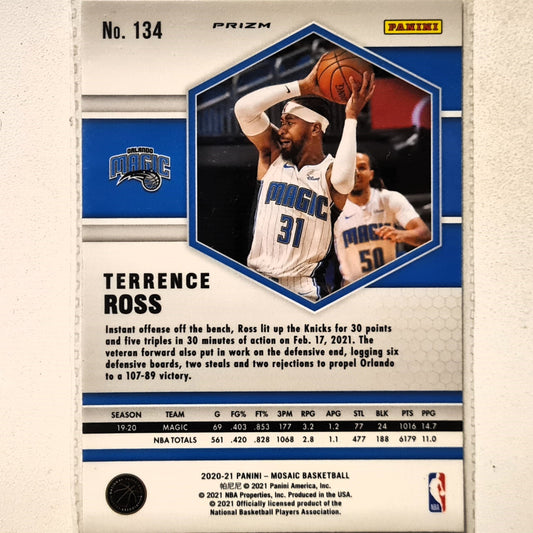 No. 134
PRIZM
PANINI
ORLANDO
MAGIC
MAGIC
31
MAGIC
50
TERRENCE
ROSS
Instant offense off the bench, Ross lit up the Knicks for 30 points
and five triples in 30 minutes of action on Feb. 17, 2021. The
veteran forward also put in work on the defensive end, logging six
defensive boards, two steals and two rejections to propel Orlando
to a 107-89 victory.
SEASON TEAM G FG% FT% 3PM RPG APG STL BLK PTS PPG
19-20 MAGIC 69 .403 .853 177 3.2 1.2 77 24 1016 14.7
NBA TOTALS 561 .420 .828 1068 2.8 1.1 477 188 6179 11.0
2020-21 PANINI - MOSAIC BASKETBALL
帕尼尼 © 2021 Panini America, Inc.
© 2021 NBA Properties, Inc. Produced in the USA.
© 2021 Officially licensed product of the
National Basketball Players Association.